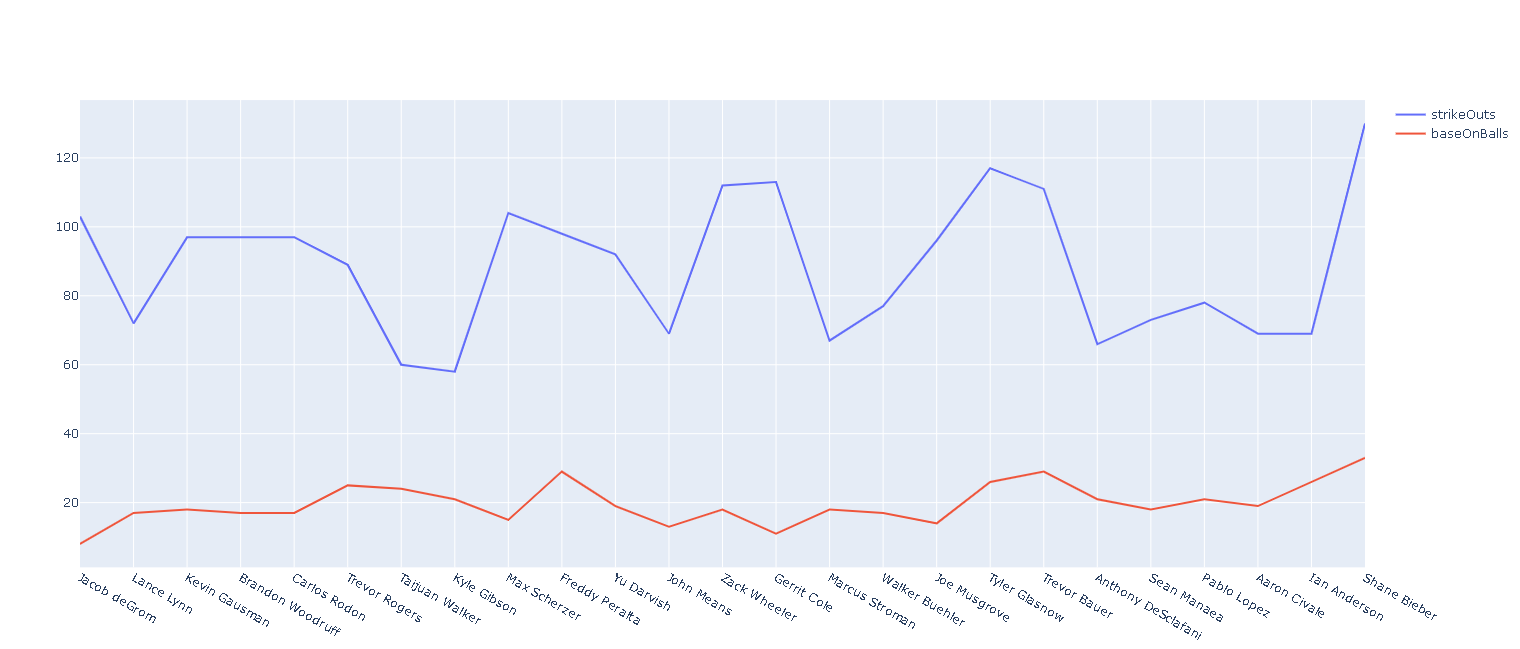 strikeOuts
baseOnBalls
120
100
80
60
40
20
Jacob deGrom
Lance Lynn
Kevin Gausman
Brandon Woodruff
Carlos Rodon
Trevor Rogers
Taijuan Walker
Kyle Gibson
Max Scherzer
Freddy Peralta
Yu Darvish
John Means
Zack Wheeler
Gerrit Cole
Marcus Stroman
Walker Buehler
Joe Musgrove
Tyler Glasnow
Trevor Bauer
Anthony DeSclafani
Sean Manaea
Pablo Lopez
Aaron Civale
Ian Anderson
Shane Bieber